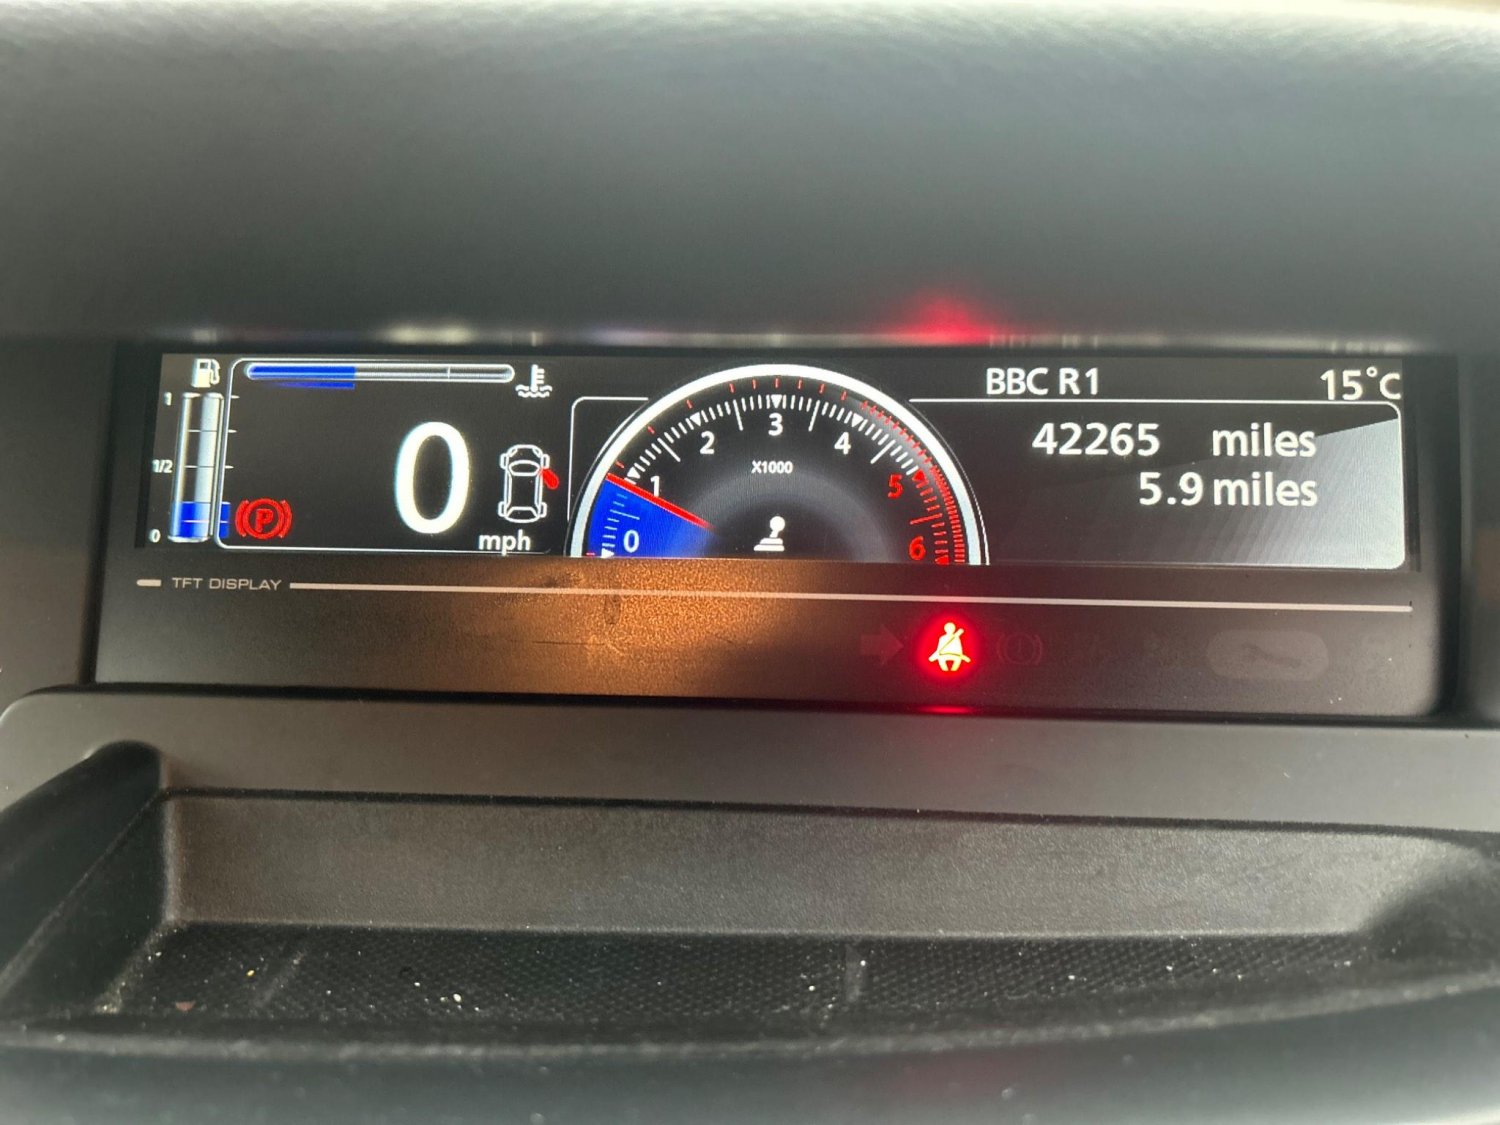 BBC R1 15°C
1
42265 miles
5.9 miles
1/2
0
P
0
mph
0 1 2 3 4 5 6
X1000
TFT DISPLAY